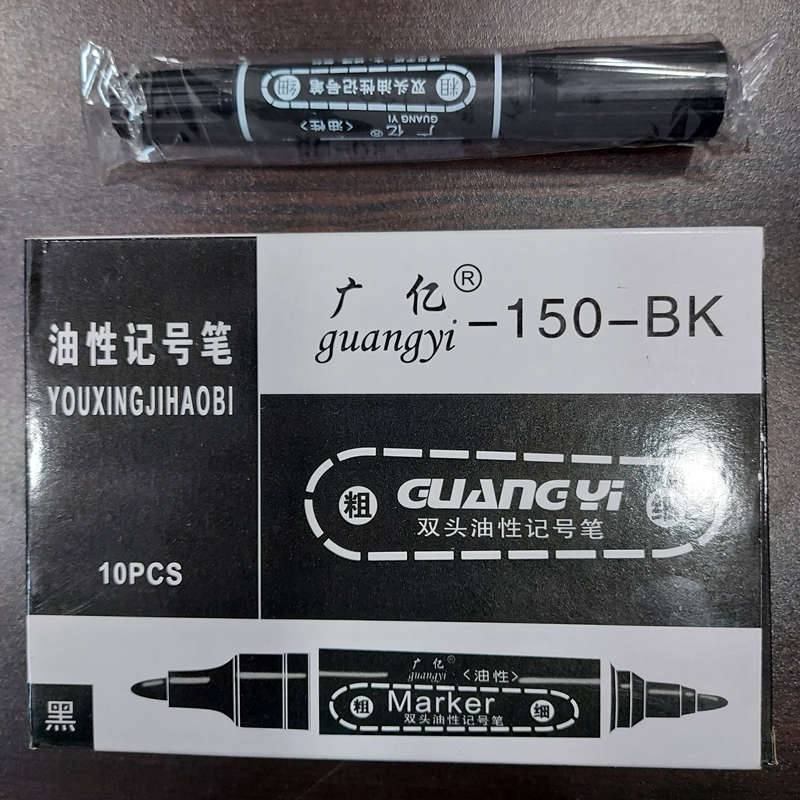 粗 双头油性记号笔 细
广亿®
GUANG YI <油性>
广亿®
guangyi-150-BK
油性记号笔
YOUXINGJIHAOBI
10PCS
粗 GUANGYi 细
双头油性记号笔
黑
广亿®
guangyi <油性>
粗 Marker 细
双头油性记号笔